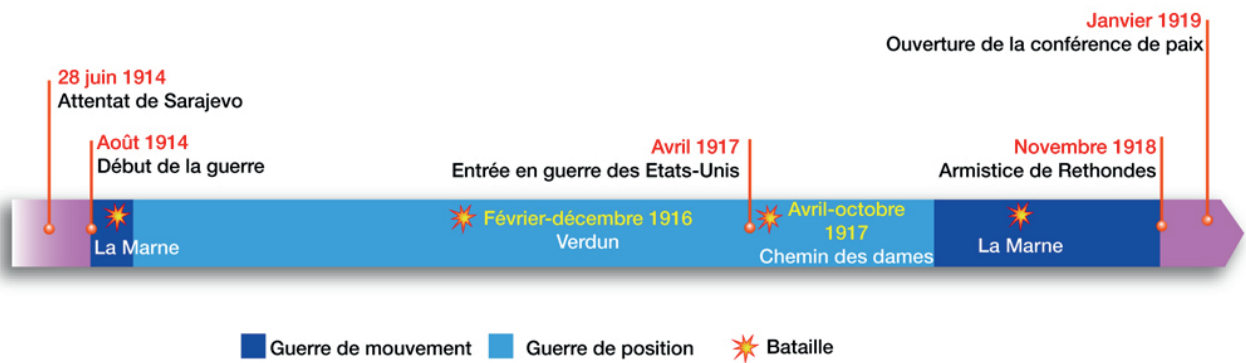 Janvier 1919
Ouverture de la conférence de paix
28 juin 1914
Attentat de Sarajevo
Août 1914
Début de la guerre
Avril 1917
Entrée en guerre des Etats-Unis
Novembre 1918
Armistice de Rethondes
La Marne
Février-décembre 1916
Verdun
Avril-octobre
1917
Chemin des dames
La Marne
Guerre de mouvement
Guerre de position
Bataille